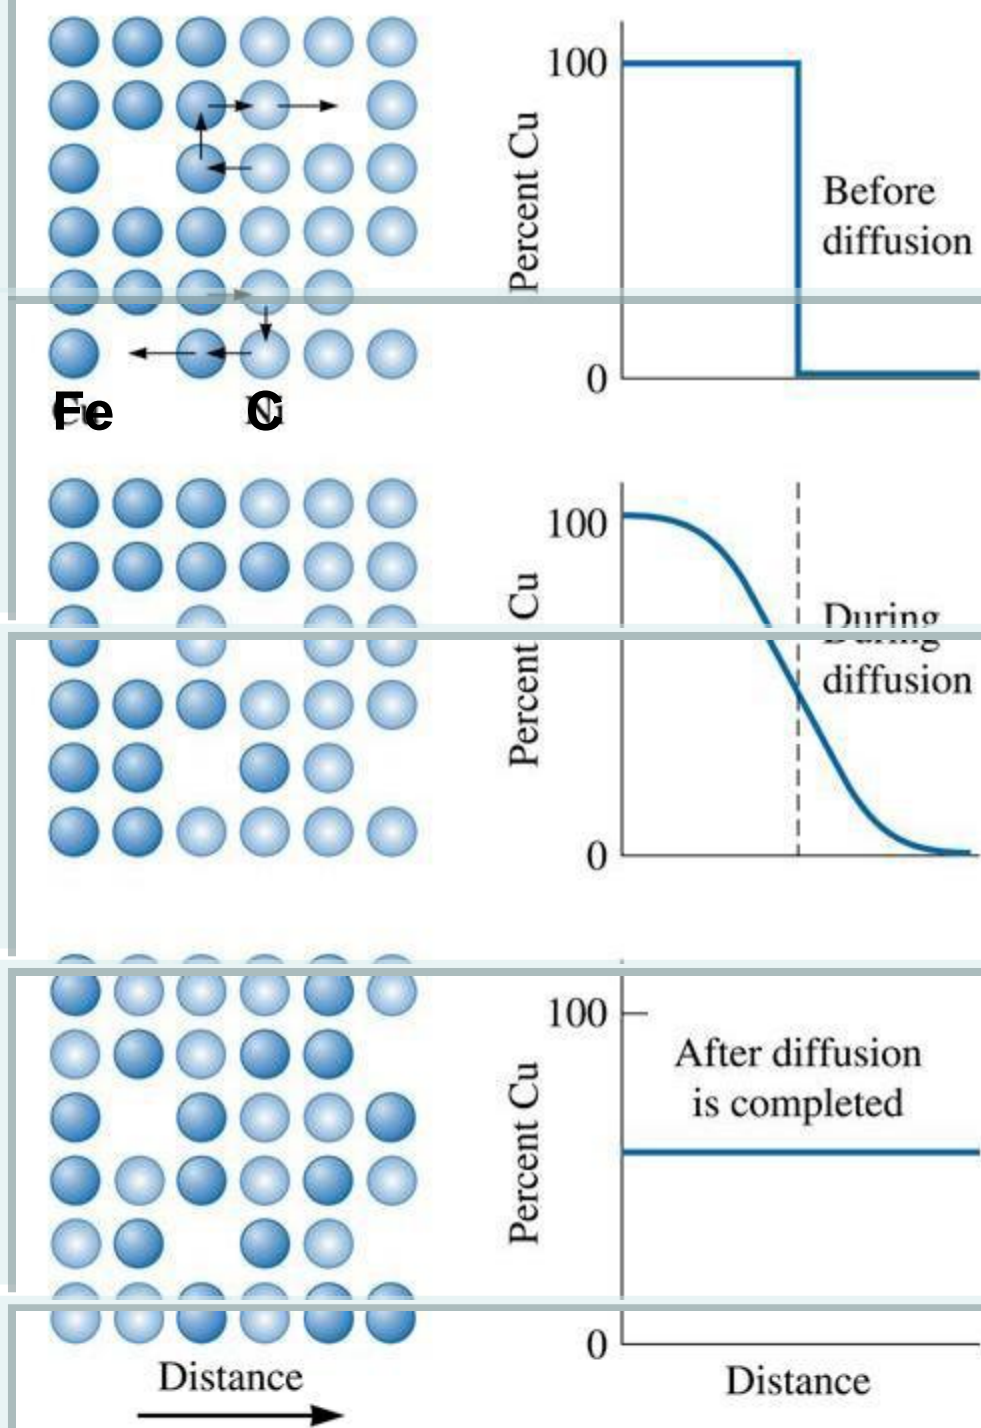 100
Percent Cu
Before
diffusion
0
Fe
C
100
Percent Cu
During
diffusion
0
100
After diffusion
is completed
Percent Cu
0
Distance
Distance